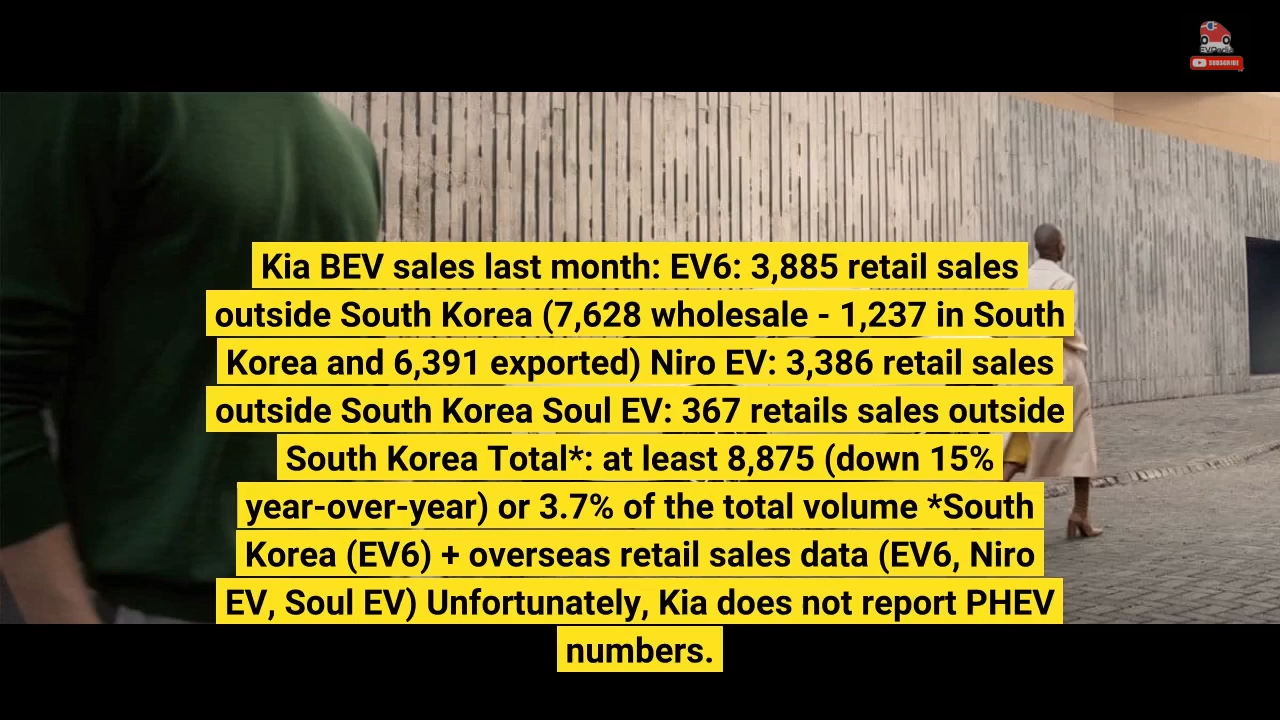 EVPedia
SUBSCRIBE
Kia BEV sales last month: EV6: 3,885 retail sales
outside South Korea (7,628 wholesale - 1,237 in South
Korea and 6,391 exported) Niro EV: 3,386 retail sales
outside South Korea Soul EV: 367 retails sales outside
South Korea Total*: at least 8,875 (down 15%
year-over-year) or 3.7% of the total volume *South
Korea (EV6) + overseas retail sales data (EV6, Niro
EV, Soul EV) Unfortunately, Kia does not report PHEV
numbers.